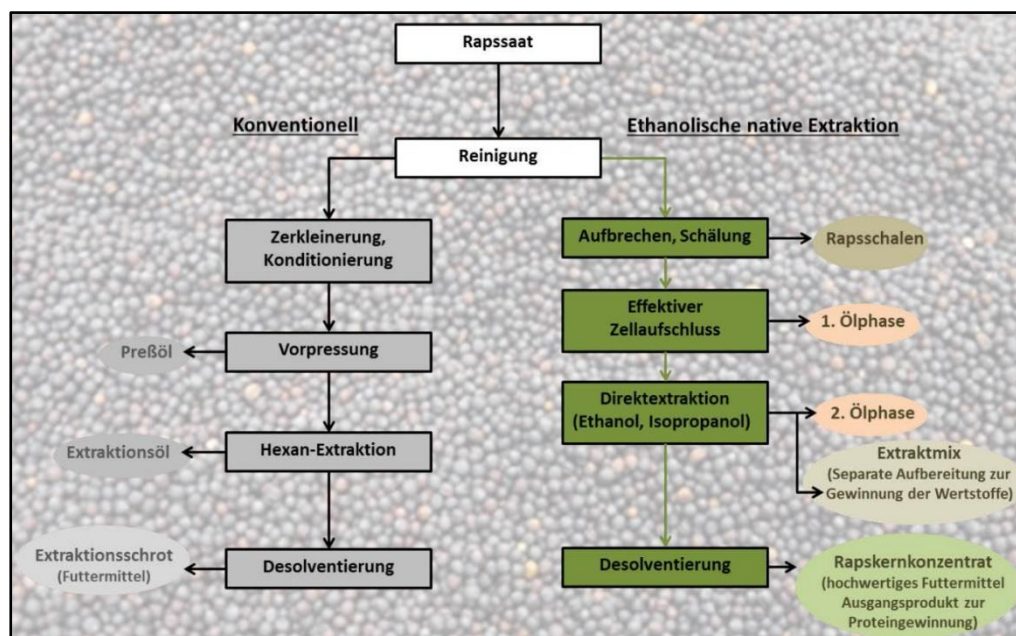 Rapssaat
Konventionell
Ethanolische native Extraktion
Reinigung
Zerkleinerung,
Konditionierung
Aufbrechen, Schälung
Rapsschalen
Effektiver
Zellaufschluss
1. Ölphase
Preßöl
Vorpressung
Direktextraktion
(Ethanol, Isopropanol)
2. Ölphase
Extraktionsöl
Hexan-Extraktion
Extraktmix
(Separate Aufbereitung zur
Gewinnung der Wertstoffe)
Extraktionsschrot
(Futtermittel)
Desolventierung
Desolventierung
Rapskernkonzentrat
(hochwertiges Futtermittel
Ausgangsprodukt zur
Proteingewinnung)